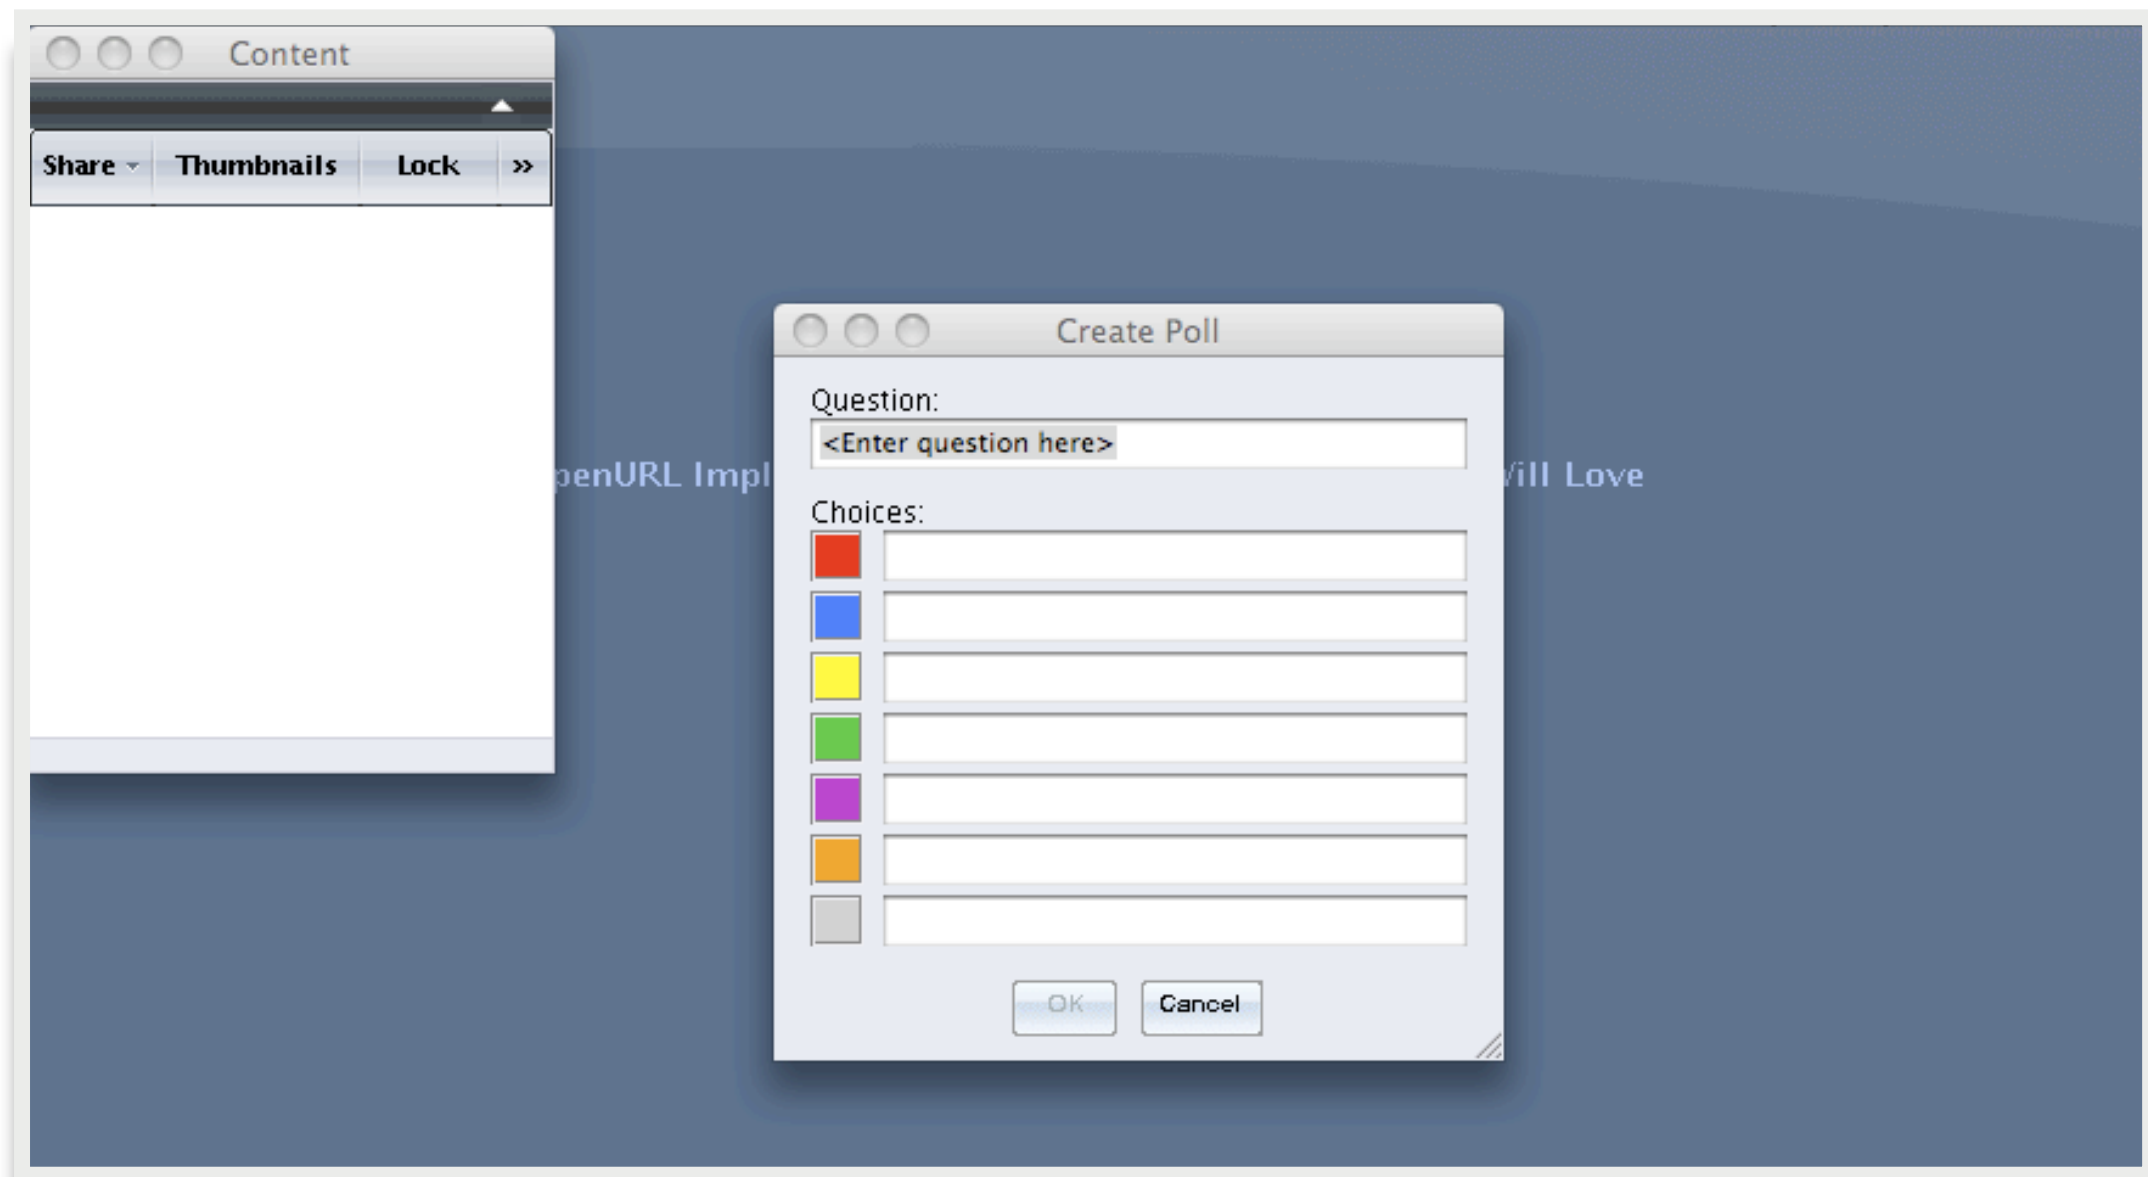 Content
Share Thumbnails Lock »
Create Poll
Question:
<Enter question here>
penURL Impl
ill Love
Choices:
OK Cancel